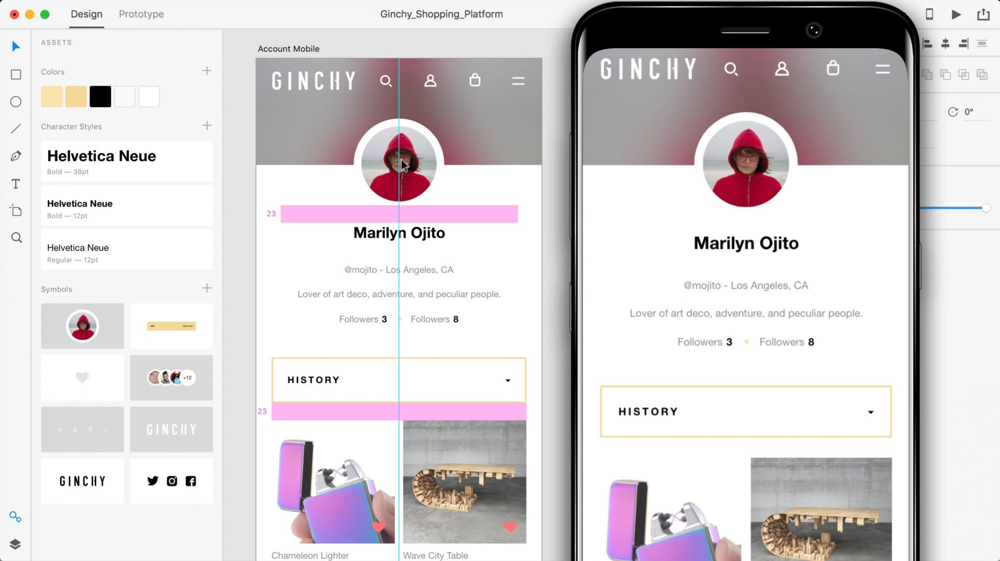 Design Prototype Ginchy_Shopping_Platform
ASSETS
Colors
Character Styles
Helvetica Neue
Bold — 38pt
Helvetica Neue
Bold — 12pt
Helvetica Neue
Regular — 12pt
Symbols
+12
GINCHY
GINCHY
Account Mobile
GINCHY
23
Marilyn Ojito
@mojito - Los Angeles, CA
Lover of art deco, adventure, and peculiar people.
Followers 3 Followers 8
HISTORY
23
Chameleon Lighter Wave City Table
GINCHY
Marilyn Ojito
@mojito - Los Angeles, CA
Lover of art deco, adventure, and peculiar people.
Followers 3 Followers 8
HISTORY
0°